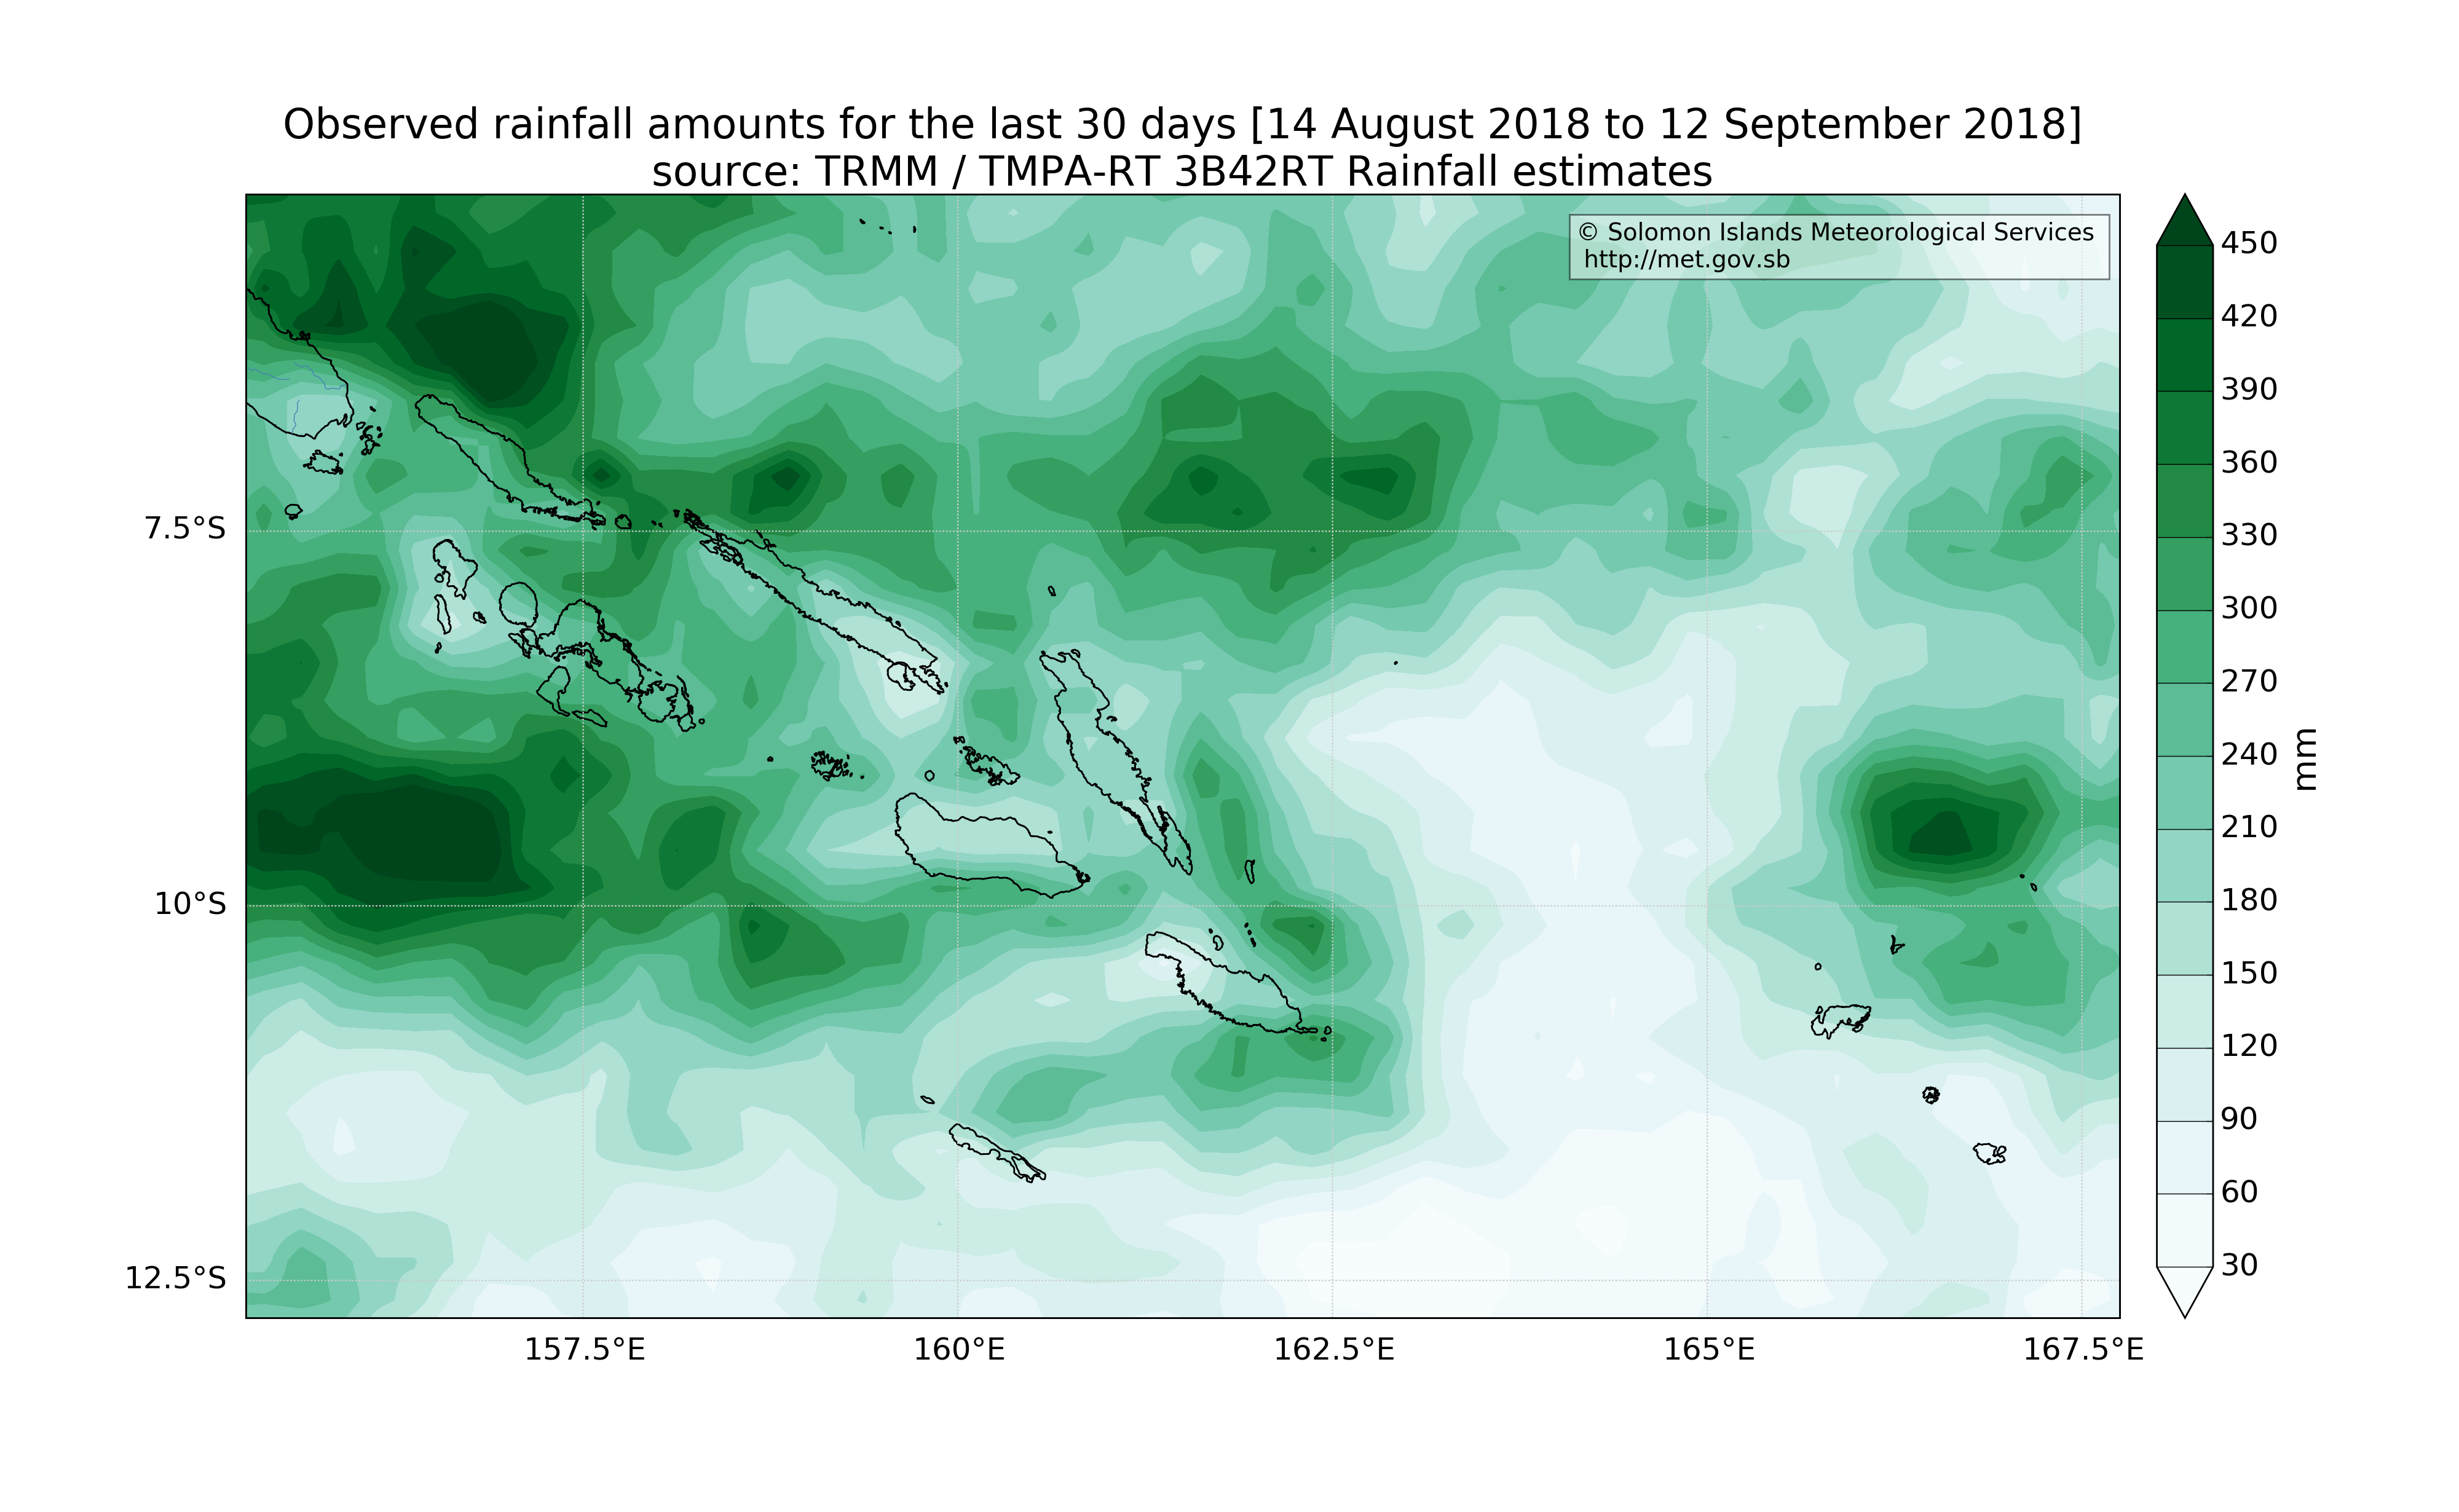 Observed rainfall amounts for the last 30 days [14 August 2018 to 12 September 2018]
source: TRMM / TMPA-RT 3B42RT Rainfall estimates
© Solomon Islands Meteorological Services
http://met.gov.sb
7.5°S
10°S
12.5°S
157.5°E
160°E
162.5°E
165°E
167.5°E
450
420
390
360
330
300
270
240
210
180
150
120
90
60
30
mm